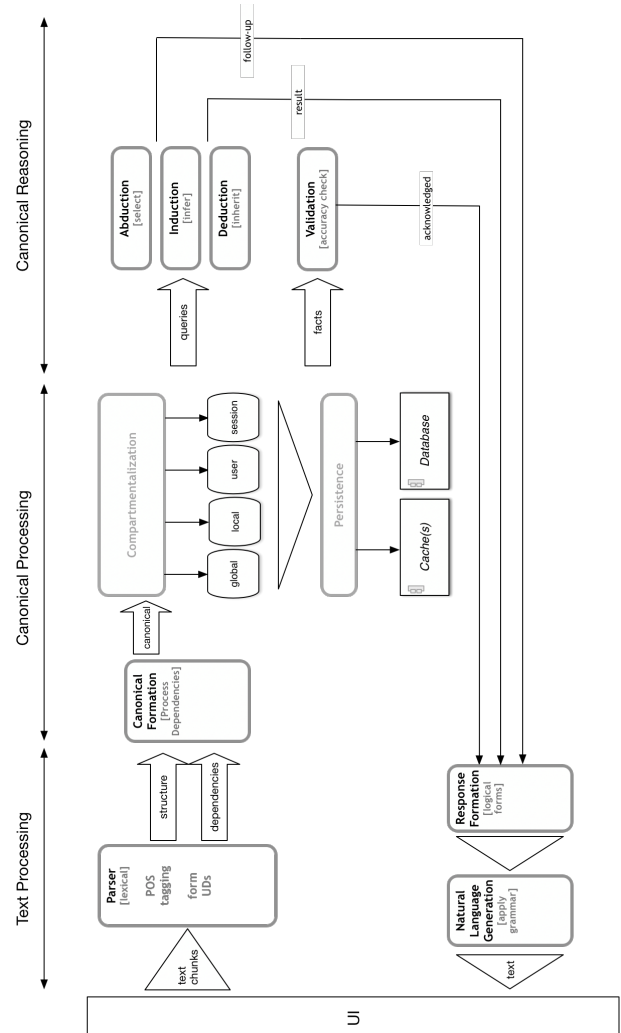 Text Processing
Canonical Processing
Canonical Reasoning
UI
text
chunks
Parser
[lexical]
POS
tagging
form
UDs
structure
dependencies
Canonical
Formation
[Process
Dependencies]
canonical
Compartmentalization
global
local
user
session
Persistence
Cache(s)
Database
queries
facts
Abduction
[select]
Induction
[infer]
Deduction
[inherit]
Validation
[accuracy check]
follow-up
result
acknowledged
Response
Formation
[logical
forms]
Natural
Language
Generation
[apply
grammar]
text